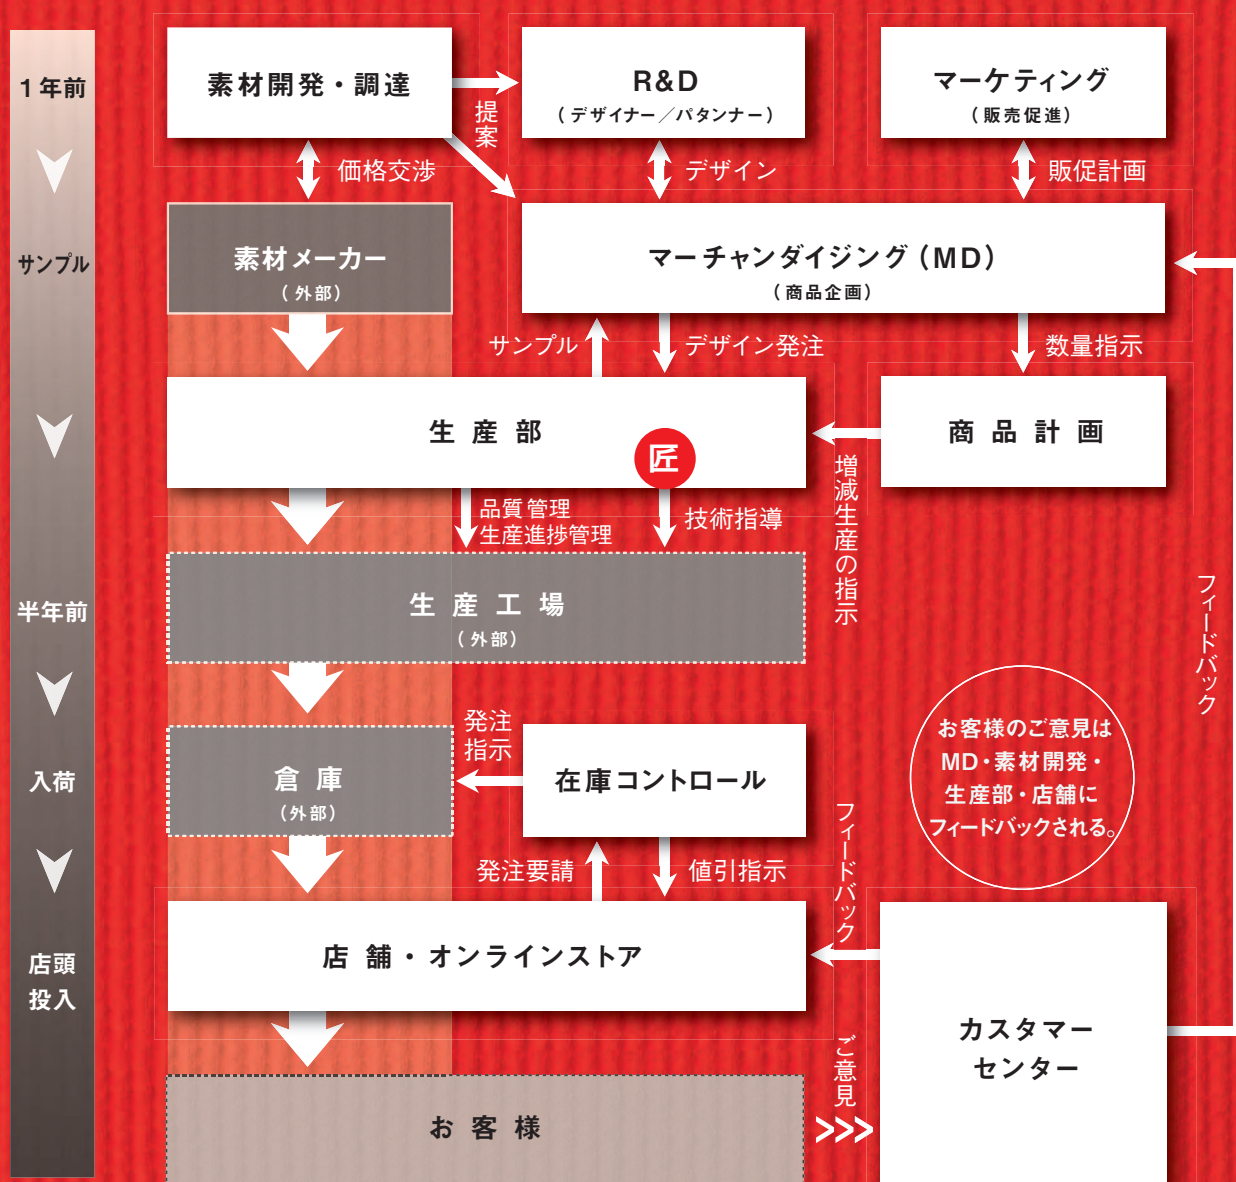 1年前
サンプル
半年前
入荷
店頭
投入
素材開発・調達
提案
R&D
(デザイナー／パタンナー)
マーケティング
(販売促進)
価格交渉
デザイン
販促計画
素材メーカー
(外部)
マーチャンダイジング(MD)
(商品企画)
サンプル
デザイン発注
数量指示
生産部
匠
商品計画
増減生産の指示
品質管理
生産進捗管理
技術指導
生産工場
(外部)
フィードバック
発注
指示
倉庫
(外部)
在庫コントロール
お客様のご意見は
MD・素材開発・
生産部・店舗に
フィードバックされる。
発注要請
値引指示
フィードバック
店舗・オンラインストア
カスタマー
センター
ご意見
お客様